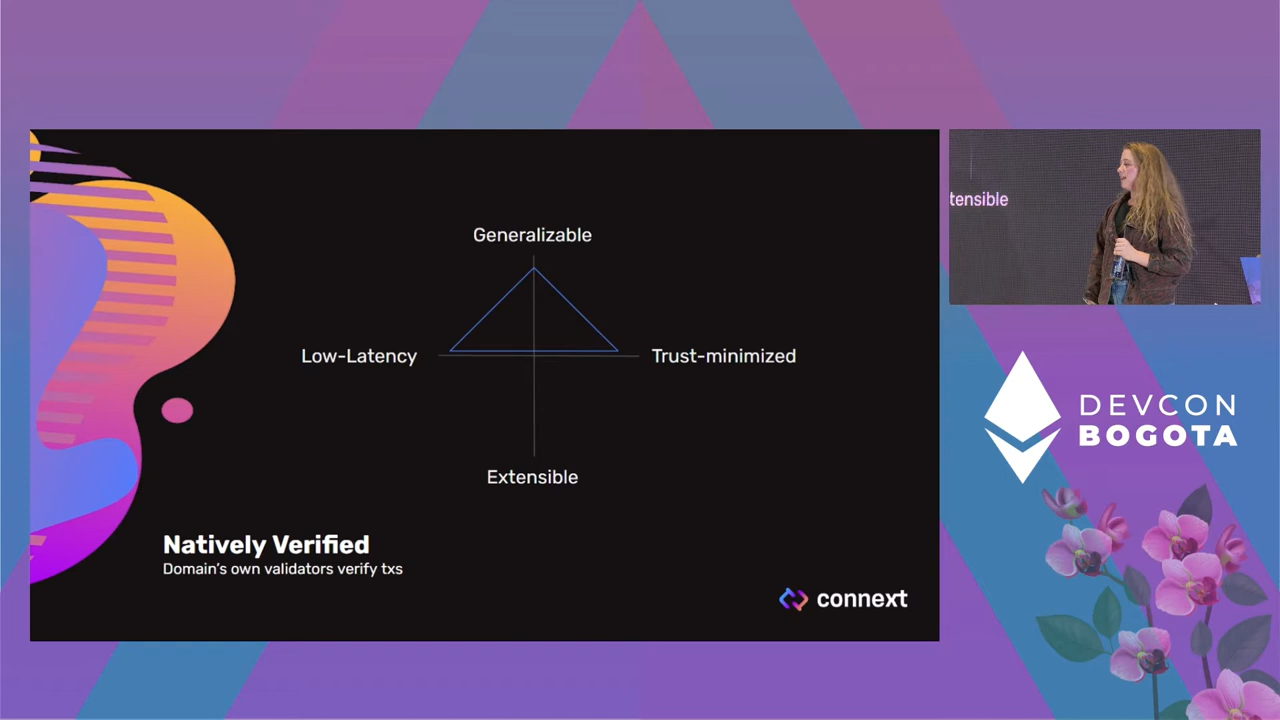 Generalizable
Low-Latency
Trust-minimized
Extensible
Natively Verified
Domain's own validators verify txs
connext
tensible
DEVCON
BOGOTA